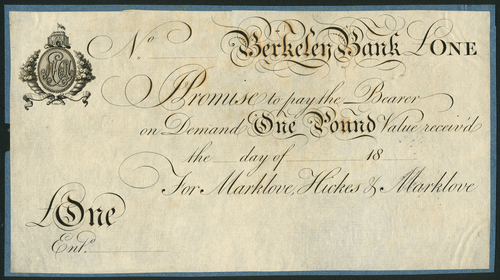 No Berkeley Bank £ONE
I Promise to pay the Bearer
on Demand One Pound Value receiv'd
the day of 18
For Marklove, Hickes & Marklove
£One
Entd.